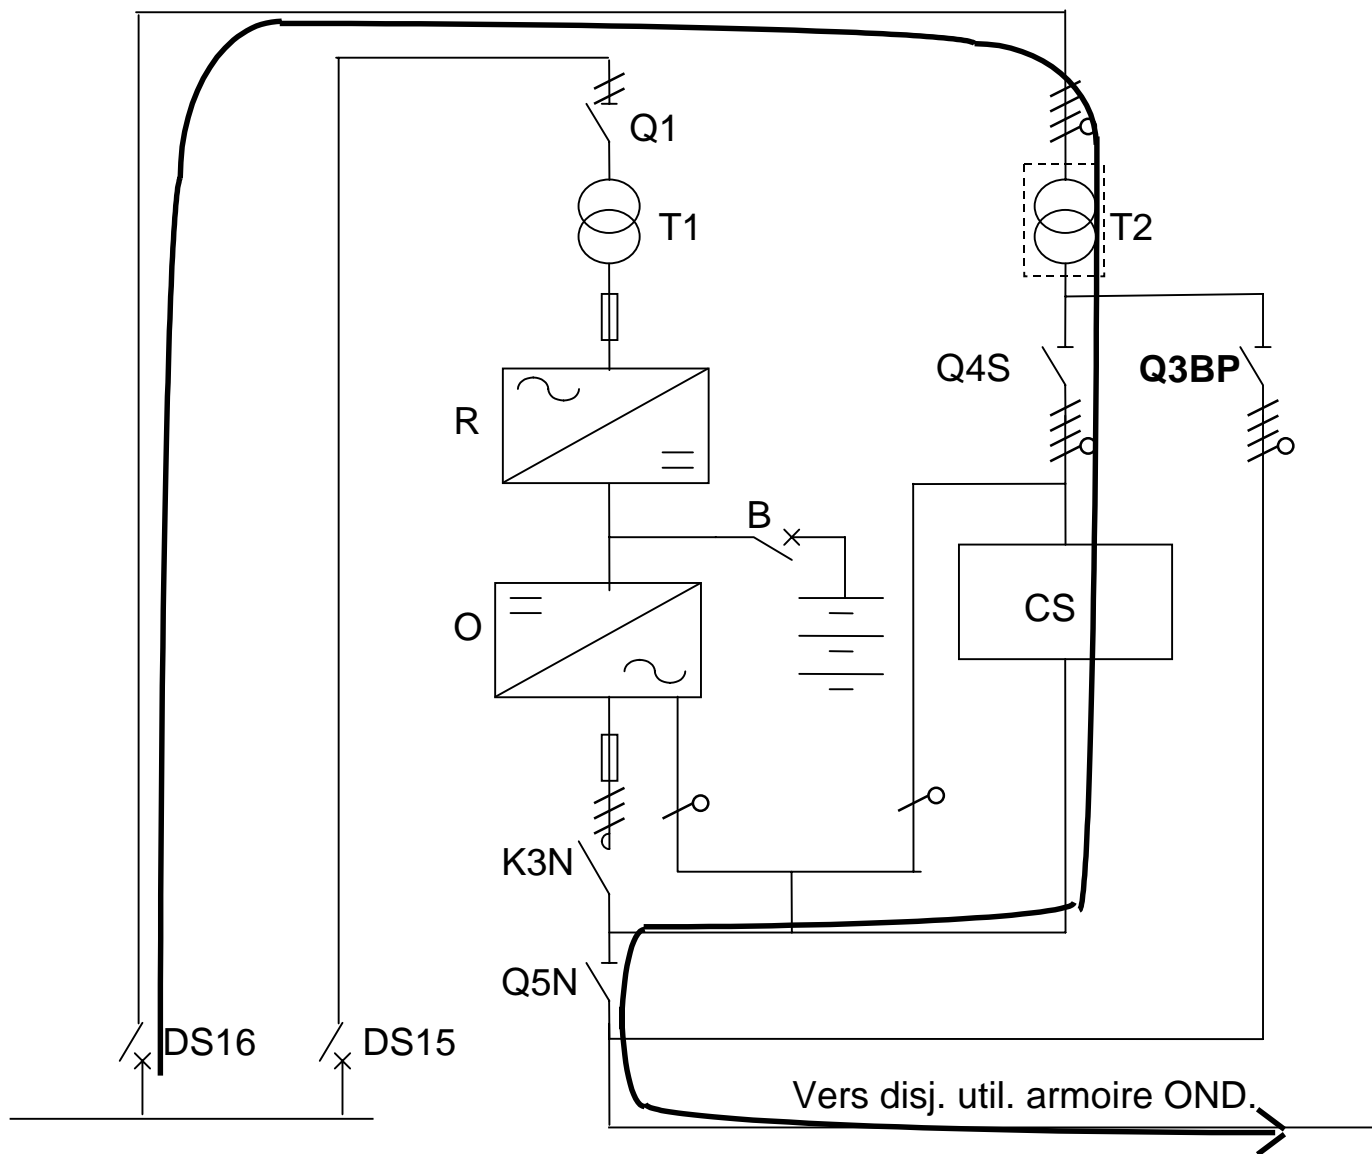 Q1
T1
T2
Q4S
Q3BP
R
B
CS
O
K3N
Q5N
DS16
DS15
Vers disj. util. armoire OND.